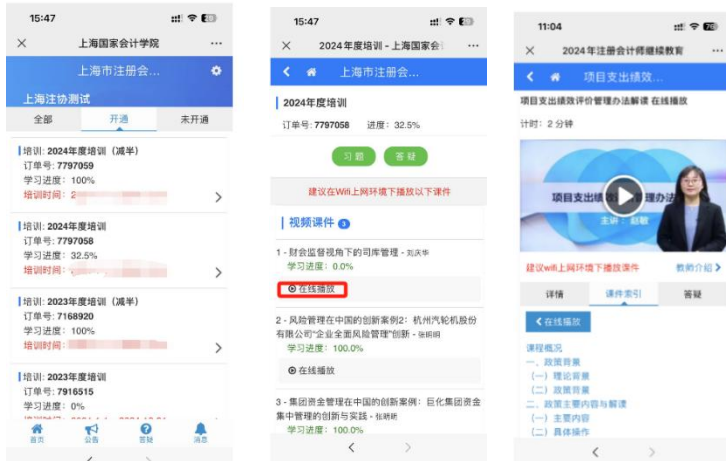 15:47
上海国家会计学院
上海市注册会...
上海注协测试
全部
开通
未开通
培训: 2024年度培训（减半）
订单号: 7797059
学习进度: 100%
培训时间: 2
培训: 2024年度培训
订单号: 7797058
学习进度: 32.5%
培训时间:
培训: 2023年度培训（减半）
订单号: 7168920
学习进度: 100%
培训时间:
培训: 2023年度培训
订单号: 7916515
学习进度: 0%
首页
公告
答疑
消息
15:47
2024年度培训 - 上海国家会
上海市注册会...
2024年度培训
订单号: 7797058 进度: 32.5%
习题
答疑
建议在Wifi上网环境下播放以下课件
视频课件 3
1 - 财会监督视角下的司库管理 - 刘庆华
学习进度: 0.0%
在线播放
2 - 风险管理在中国的创新案例2: 杭州汽轮机股份
有限公司“企业全面风险管理”创新 - 张明明
学习进度: 100.0%
在线播放
3 - 集团资金管理在中国的创新案例: 巨化集团资金
集中管理的创新与实践 - 张明明
学习进度: 100.0%
11:04
2024年注册会计师继续教育
项目支出绩效...
项目支出绩效评价管理办法解读 在线播放
计时: 2 分钟
项目支出绩
理办法
主讲: 赵敏
建议wifi上网环境下播放课件
教师介绍
详情
课件索引
答疑
在线播放
课程概况
一、政策背景
（一）理论背景
（二）政策背景
二、政策主要内容与解读
（一）主要内容
（二）具体操作